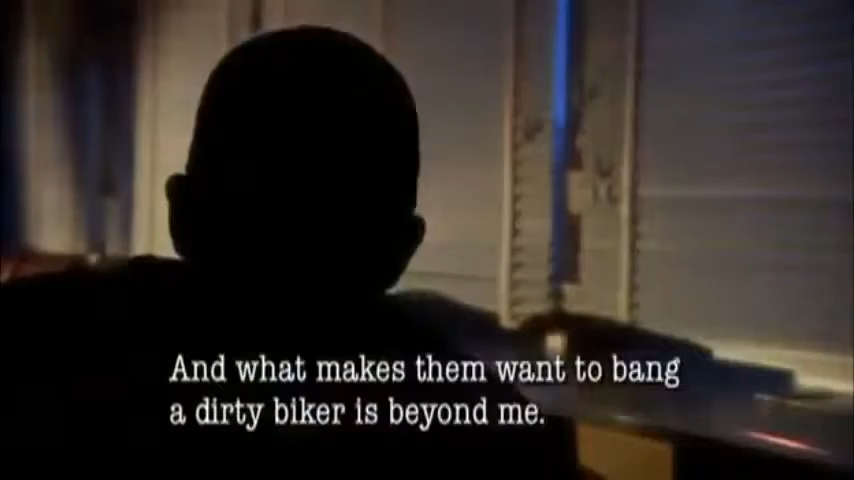 And what makes them want to bang
a dirty biker is beyond me.